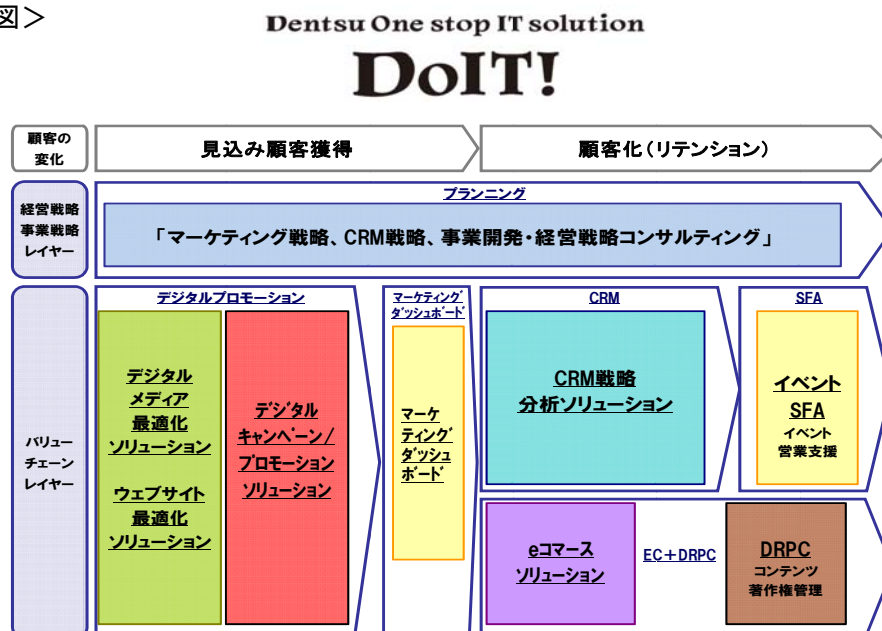 図＞
Dentsu One stop IT solution
DoIT!
顧客の
変化
見込み顧客獲得
顧客化（リテンション）
経営戦略
事業戦略
レイヤー
プランニング
「マーケティング戦略、CRM戦略、事業開発・経営戦略コンサルティング」
バリュー
チェーン
レイヤー
デジタルプロモーション
デジタル
メディア
最適化
ソリューション
ウェブサイト
最適化
ソリューション
デジタル
キャンペーン/
プロモーション
ソリューション
マーケティング
ダッシュボード
マーケ
ティング
ダッシュ
ボード
CRM
CRM戦略
分析ソリューション
SFA
イベント
SFA
イベント
営業支援
eコマース
ソリューション
EC＋DRPC
DRPC
コンテンツ
著作権管理